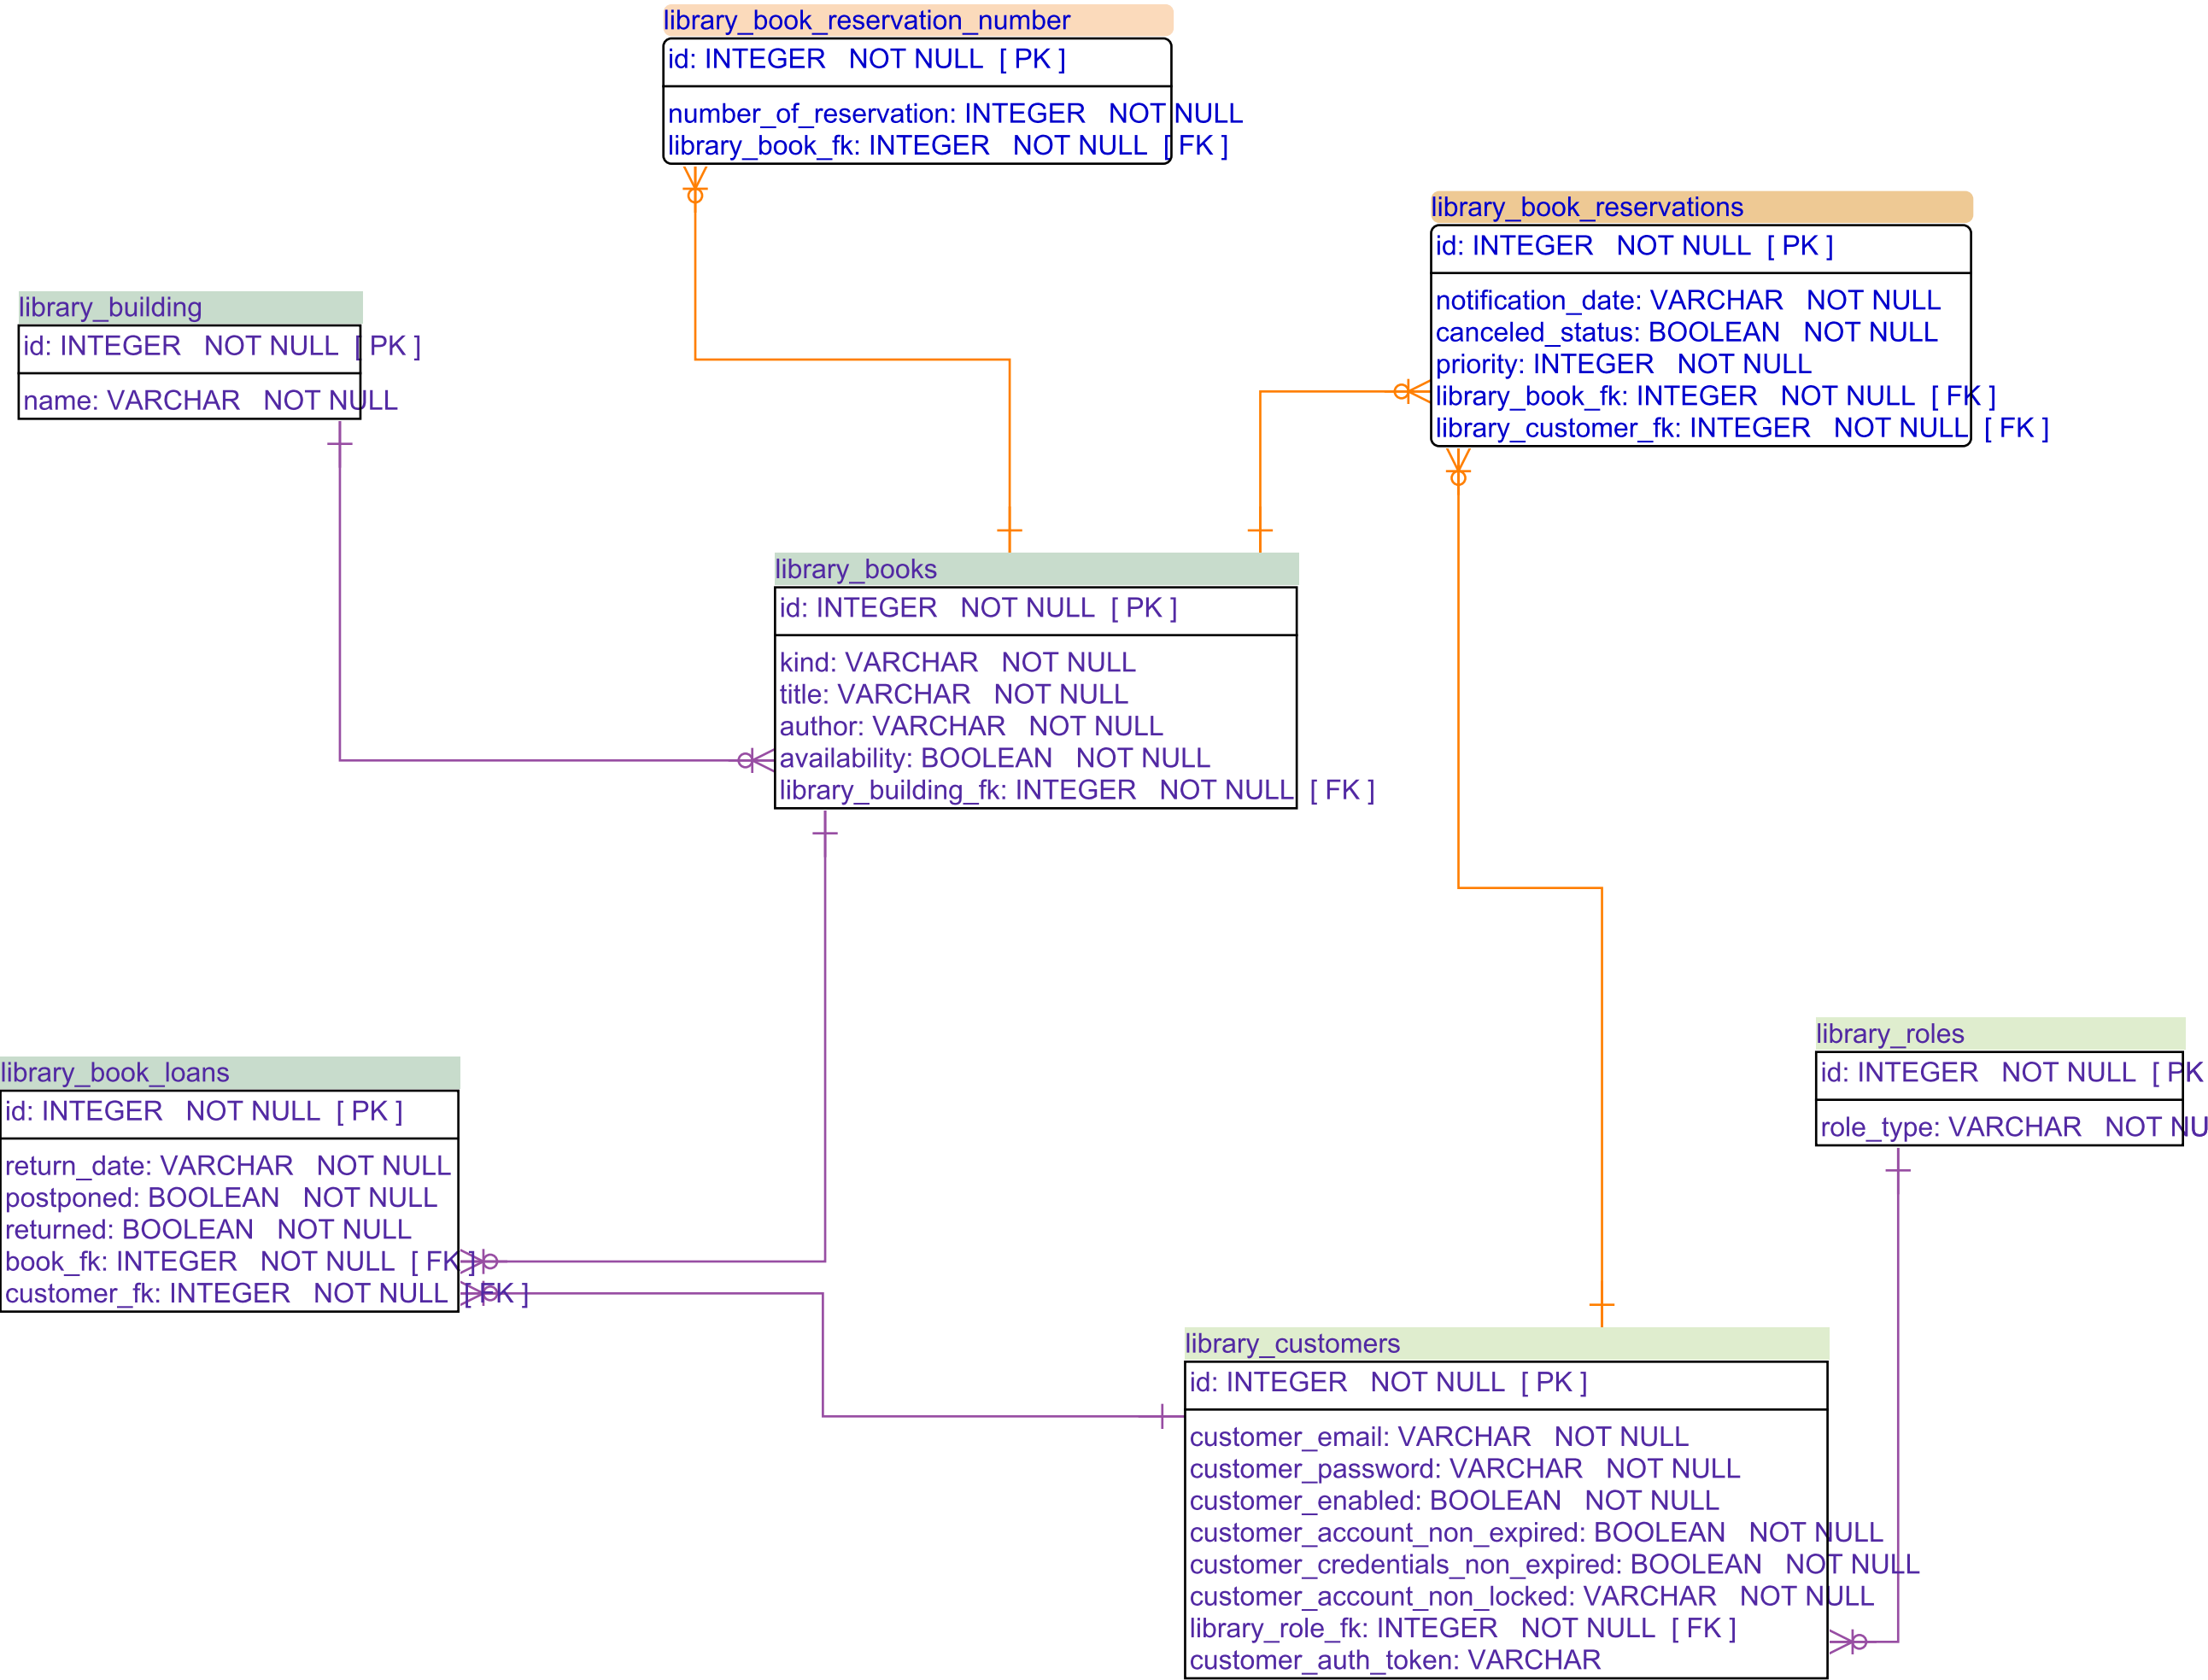 library_book_reservation_number
id: INTEGER NOT NULL [ PK ]
number_of_reservation: INTEGER NOT NULL
library_book_fk: INTEGER NOT NULL [ FK ]
library_book_reservations
id: INTEGER NOT NULL [ PK ]
notification_date: VARCHAR NOT NULL
canceled_status: BOOLEAN NOT NULL
priority: INTEGER NOT NULL
library_book_fk: INTEGER NOT NULL [ FK ]
library_customer_fk: INTEGER NOT NULL [ FK ]
library_building
id: INTEGER NOT NULL [ PK ]
name: VARCHAR NOT NULL
library_books
id: INTEGER NOT NULL [ PK ]
kind: VARCHAR NOT NULL
title: VARCHAR NOT NULL
author: VARCHAR NOT NULL
availability: BOOLEAN NOT NULL
library_building_fk: INTEGER NOT NULL [ FK ]
library_roles
id: INTEGER NOT NULL [ PK
role_type: VARCHAR NOT NU
library_book_loans
id: INTEGER NOT NULL [ PK ]
return_date: VARCHAR NOT NULL
postponed: BOOLEAN NOT NULL
returned: BOOLEAN NOT NULL
book_fk: INTEGER NOT NULL [ FK ]
customer_fk: INTEGER NOT NULL [ FK ]
library_customers
id: INTEGER NOT NULL [ PK ]
customer_email: VARCHAR NOT NULL
customer_password: VARCHAR NOT NULL
customer_enabled: BOOLEAN NOT NULL
customer_account_non_expired: BOOLEAN NOT NULL
customer_credentials_non_expired: BOOLEAN NOT NULL
customer_account_non_locked: VARCHAR NOT NULL
library_role_fk: INTEGER NOT NULL [ FK ]
customer_auth_token: VARCHAR